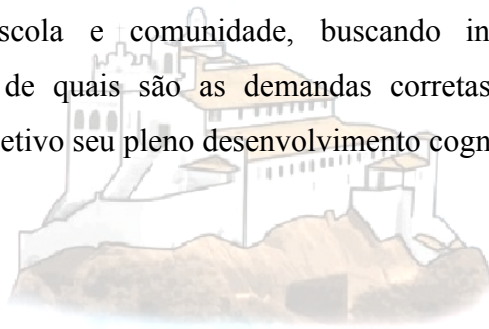 scola e comunidade, buscando in
de quais são as demandas corretas
etivo seu pleno desenvolvimento cogn